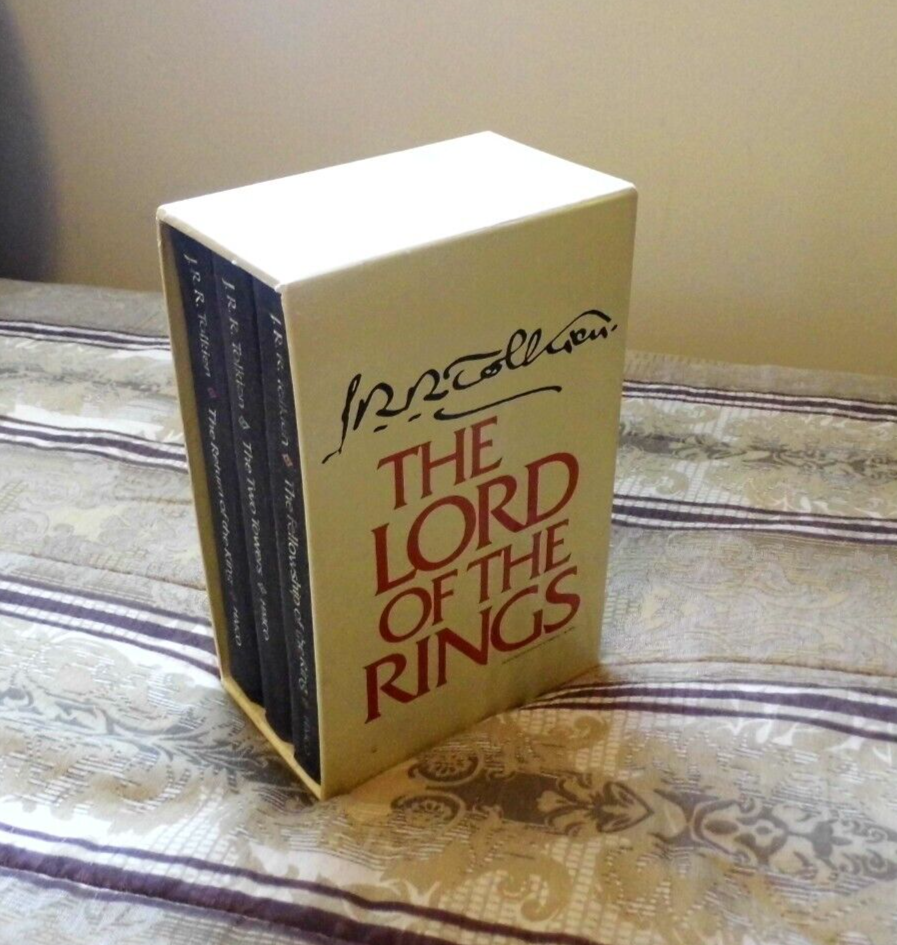 J.R.R. Tolkien The Return of the King HMCO
J.R.R. Tolkien The Two Towers HMCO
J.R.R. Tolkien The Fellowship of the Ring
J.R.R. Tolkien
THE
LORD
OF THE
RINGS